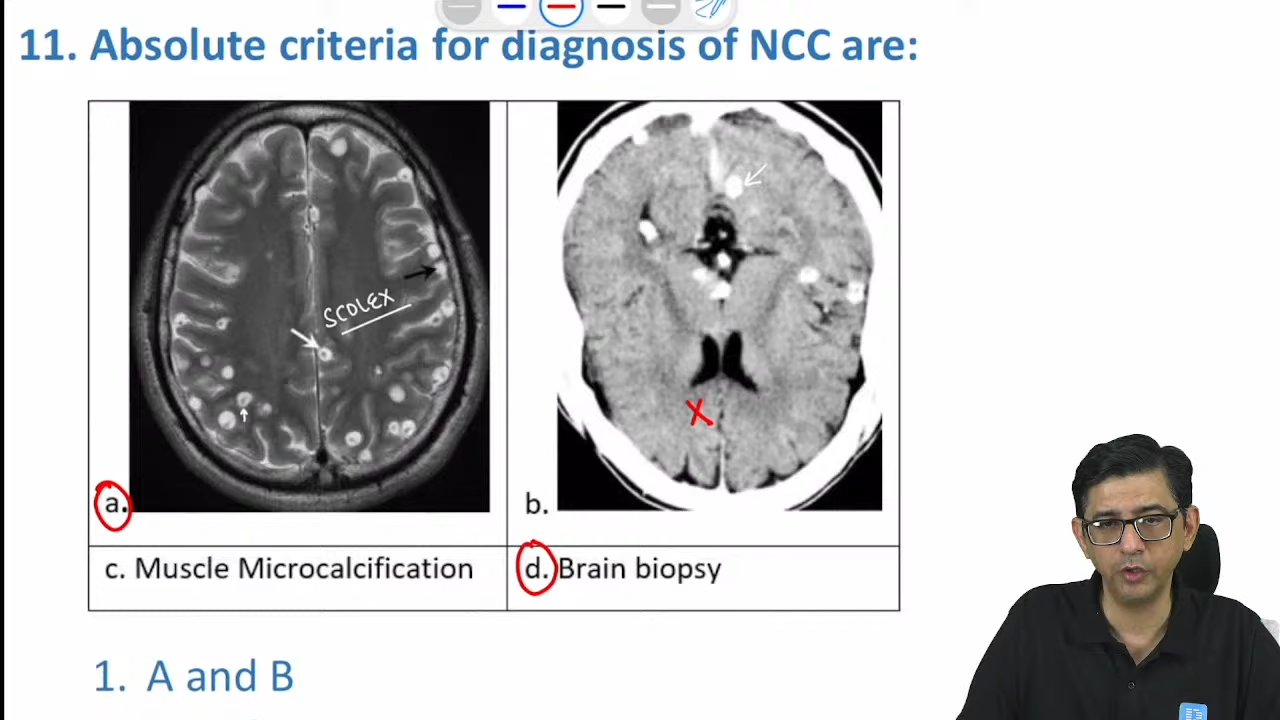 11. Absolute criteria for diagnosis of NCC are:
SCOLEX
a.
b.
X
c. Muscle Microcalcification
d. Brain biopsy
1. A and B